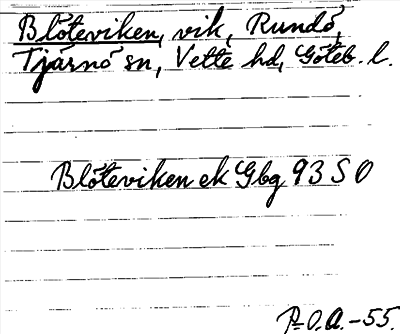 Blöteviken, vik, Rundö,
Tjärnö sn, Vette hd, Göteb. l.
Blöteviken ek Gbg 93 S O
P-O.A.-55.